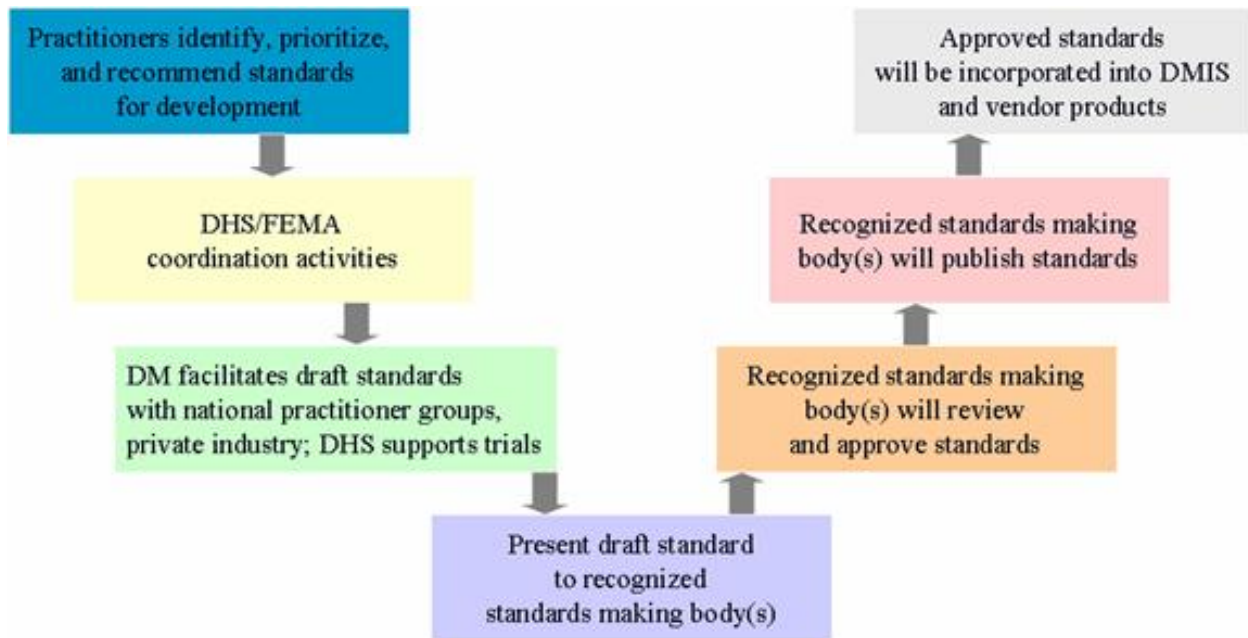 Practitioners identify, prioritize,
and recommend standards
for development
DHS/FEMA
coordination activities
DM facilitates draft standards
with national practitioner groups,
private industry; DHS supports trials
Present draft standard
to recognized
standards making body(s)
Recognized standards making
body(s) will review
and approve standards
Recognized standards making
body(s) will publish standards
Approved standards
will be incorporated into DMIS
and vendor products